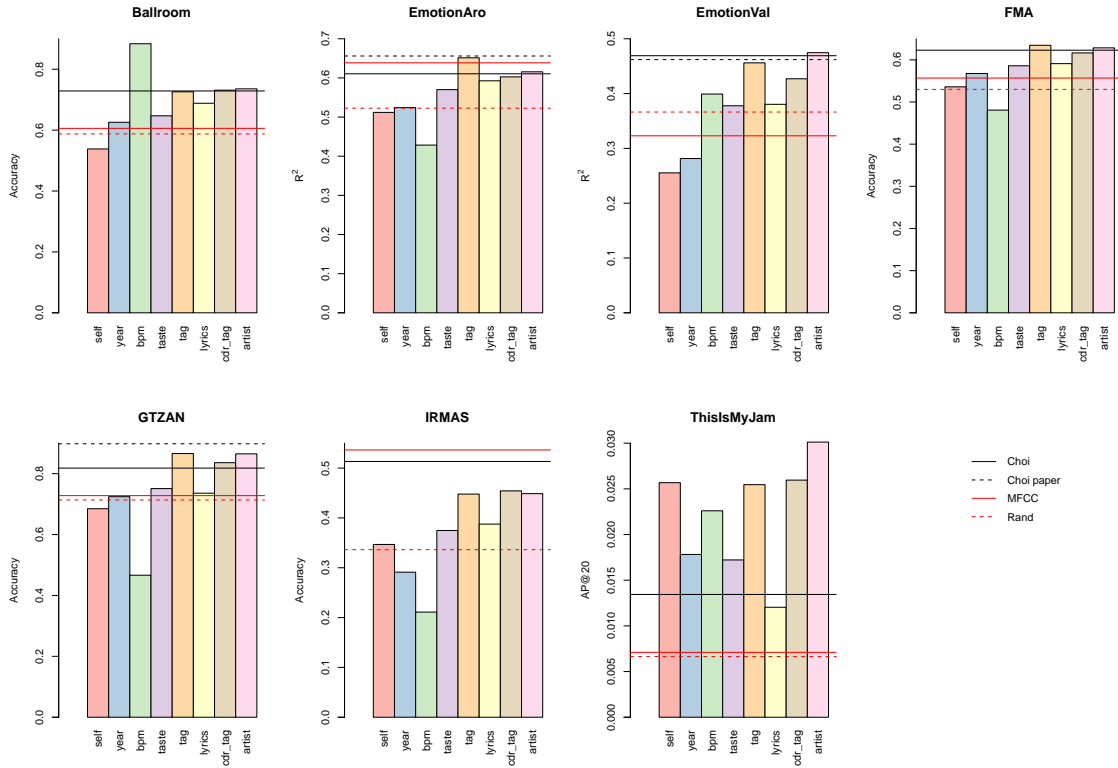 Ballroom
Accuracy
0.0 0.2 0.4 0.6 0.8
self year bpm taste tag lyrics cdr_tag artist
EmotionAro
R²
0.0 0.1 0.2 0.3 0.4 0.5 0.6 0.7
self year bpm taste tag lyrics cdr_tag artist
EmotionVal
R²
0.0 0.1 0.2 0.3 0.4 0.5
self year bpm taste tag lyrics cdr_tag artist
FMA
Accuracy
0.0 0.1 0.2 0.3 0.4 0.5 0.6
self year bpm taste tag lyrics cdr_tag artist
GTZAN
Accuracy
0.0 0.2 0.4 0.6 0.8
self year bpm taste tag lyrics cdr_tag artist
IRMAS
Accuracy
0.0 0.1 0.2 0.3 0.4 0.5
self year bpm taste tag lyrics cdr_tag artist
ThisIsMyJam
AP@20
0.000 0.005 0.010 0.015 0.020 0.025 0.030
self year bpm taste tag lyrics cdr_tag artist
Choi
Choi paper
MFCC
Rand